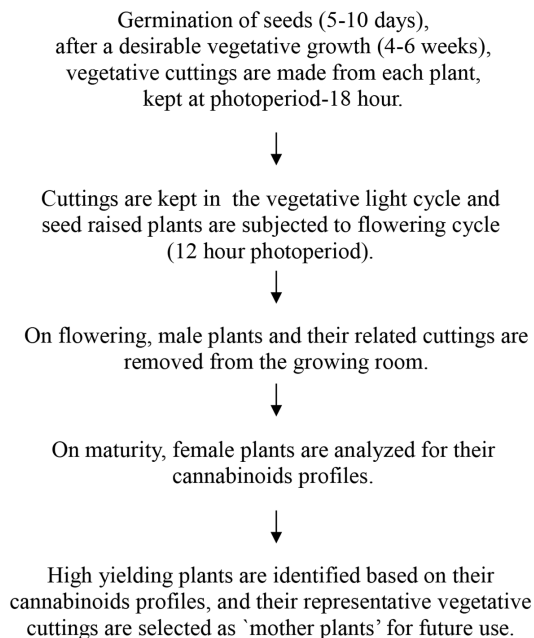 Germination of seeds (5-10 days),
after a desirable vegetative growth (4-6 weeks),
vegetative cuttings are made from each plant,
kept at photoperiod-18 hour.
Cuttings are kept in the vegetative light cycle and
seed raised plants are subjected to flowering cycle
(12 hour photoperiod).
On flowering, male plants and their related cuttings are
removed from the growing room.
On maturity, female plants are analyzed for their
cannabinoids profiles.
High yielding plants are identified based on their
cannabinoids profiles, and their representative vegetative
cuttings are selected as `mother plants’ for future use.